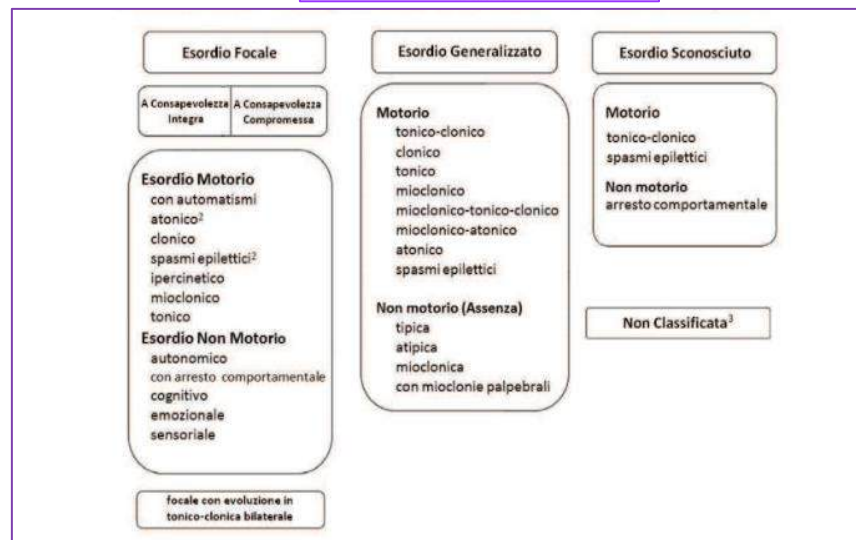 Esordio Focale
A Consapevolezza
Integra
A Consapevolezza
Compromessa
Esordio Motorio
con automatismi
atonico²
clonico
spasmi epilettici²
ipercinetico
mioclonico
tonico
Esordio Non Motorio
autonomico
con arresto comportamentale
cognitivo
emozionale
sensoriale
focale con evoluzione in
tonico-clonica bilaterale
Esordio Generalizzato
Motorio
tonico-clonico
clonico
tonico
mioclonico
mioclonico-tonico-clonico
mioclonico-atonico
atonico
spasmi epilettici
Non motorio (Assenza)
tipica
atipica
mioclonica
con mioclonie palpebrali
Esordio Sconosciuto
Motorio
tonico-clonico
spasmi epilettici
Non motorio
arresto comportamentale
Non Classificata³